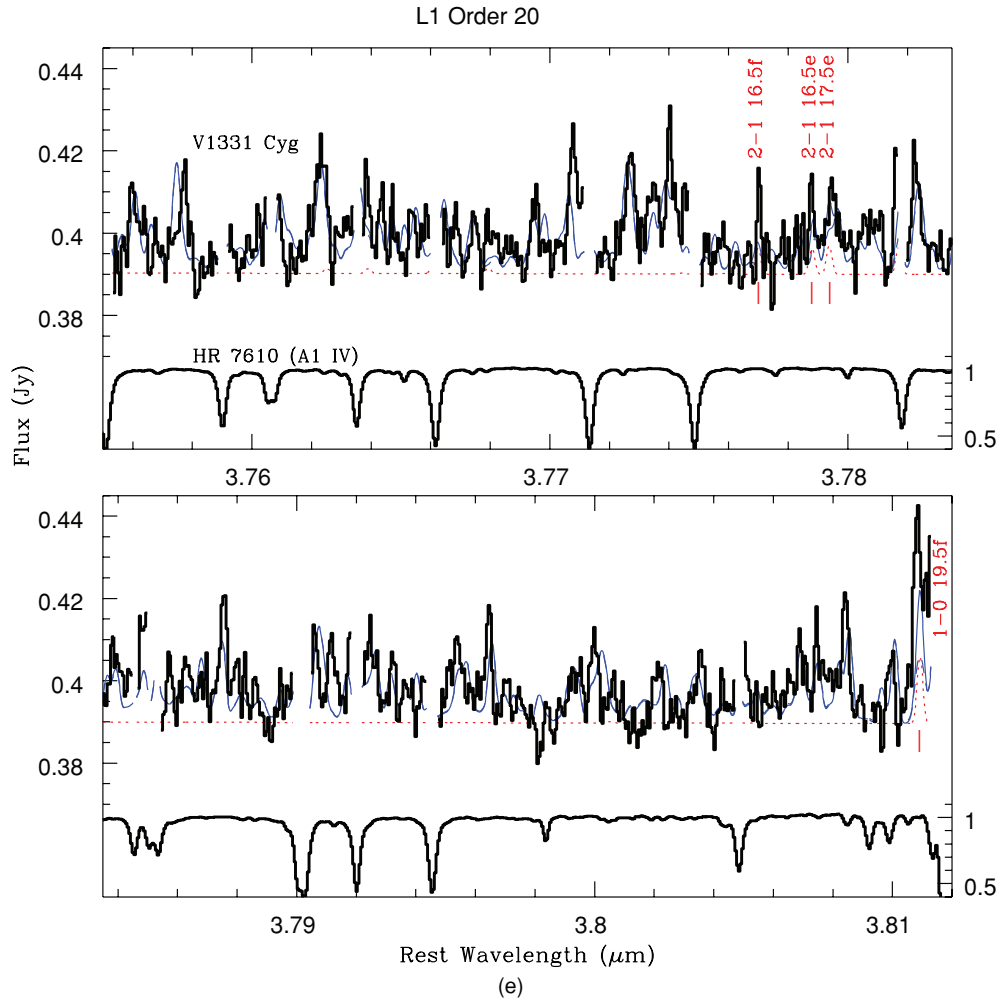 L1 Order 20
0.44
0.42
0.4
0.38
V1331 Cyg
2-1 16.5f
2-1 16.5e
2-1 17.5e
HR 7610 (A1 IV)
1
0.5
3.76
3.77
3.78
Flux (Jy)
0.44
0.42
0.4
0.38
1-0 19.5f
1
0.5
3.79
3.8
3.81
Rest Wavelength (μm)
(e)